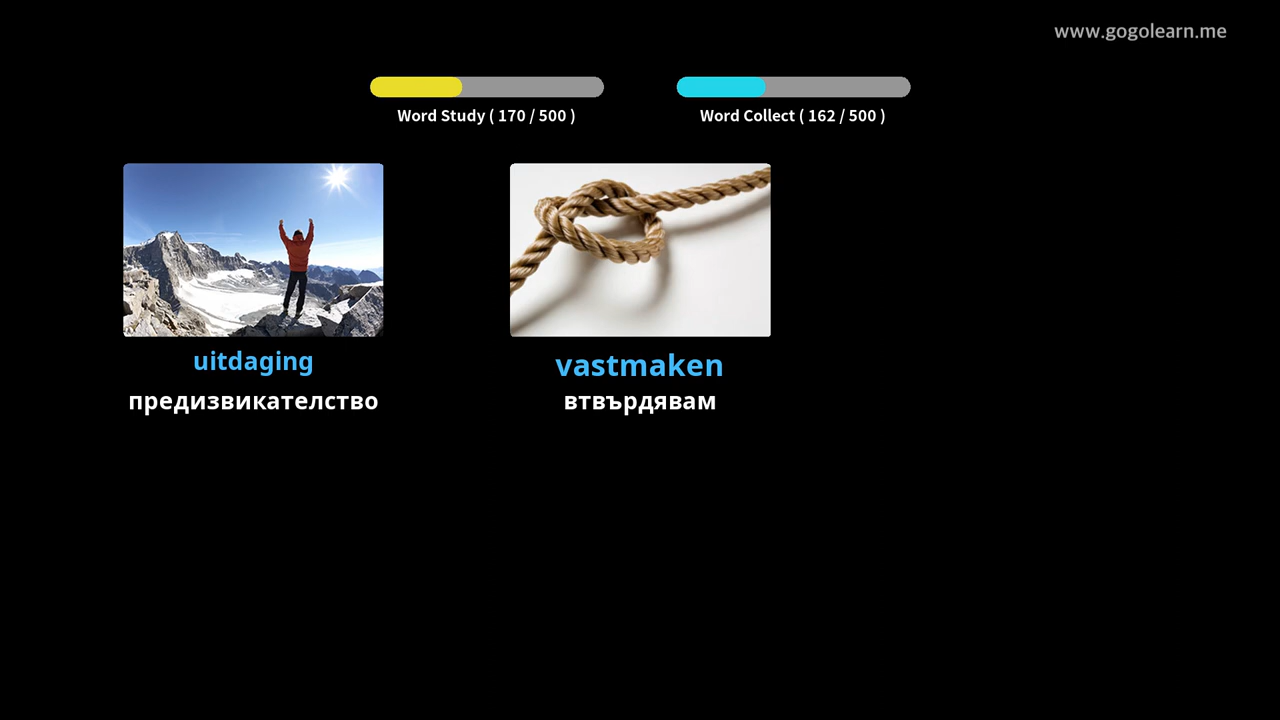 www.gogolearn.me
Word Study ( 170 / 500 )
Word Collect ( 162 / 500 )
uitdaging
vastmaken
предизвикателство
втвърдявам